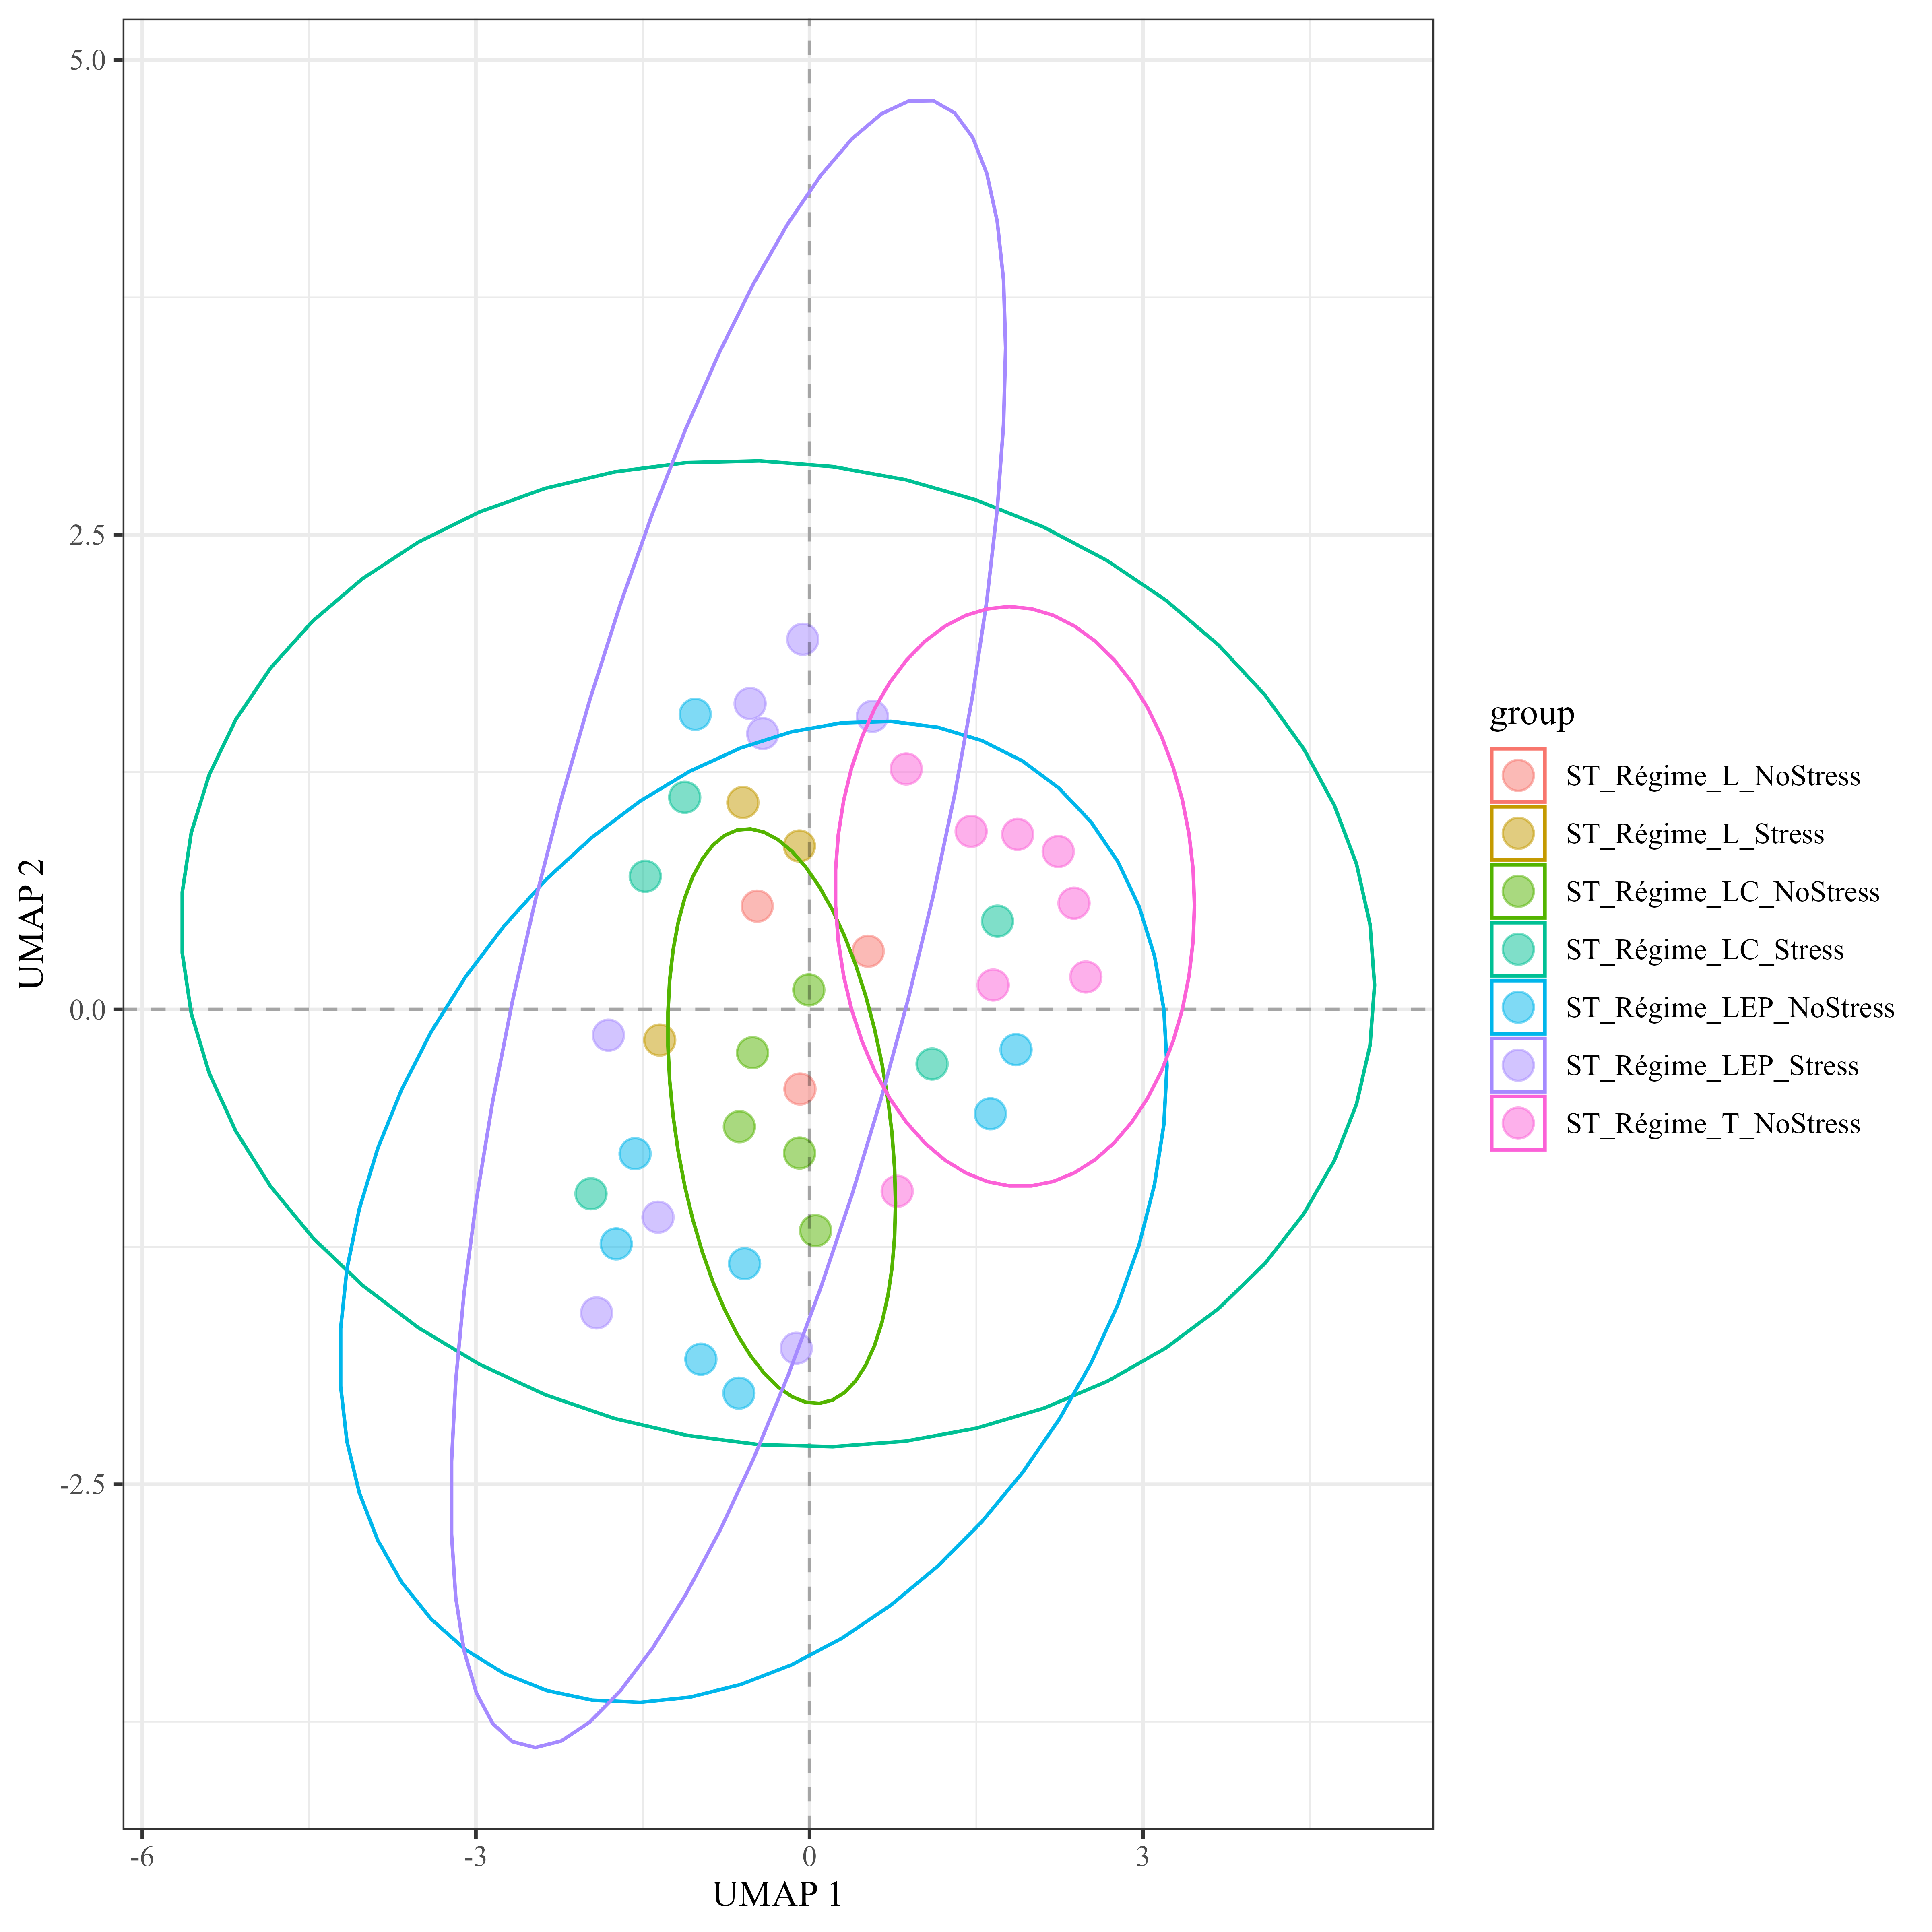 5.0
2.5
0.0
-2.5
-6
-3
0
3
UMAP 1
UMAP 2
group
ST_Régime_L_NoStress
ST_Régime_L_Stress
ST_Régime_LC_NoStress
ST_Régime_LC_Stress
ST_Régime_LEP_NoStress
ST_Régime_LEP_Stress
ST_Régime_T_NoStress